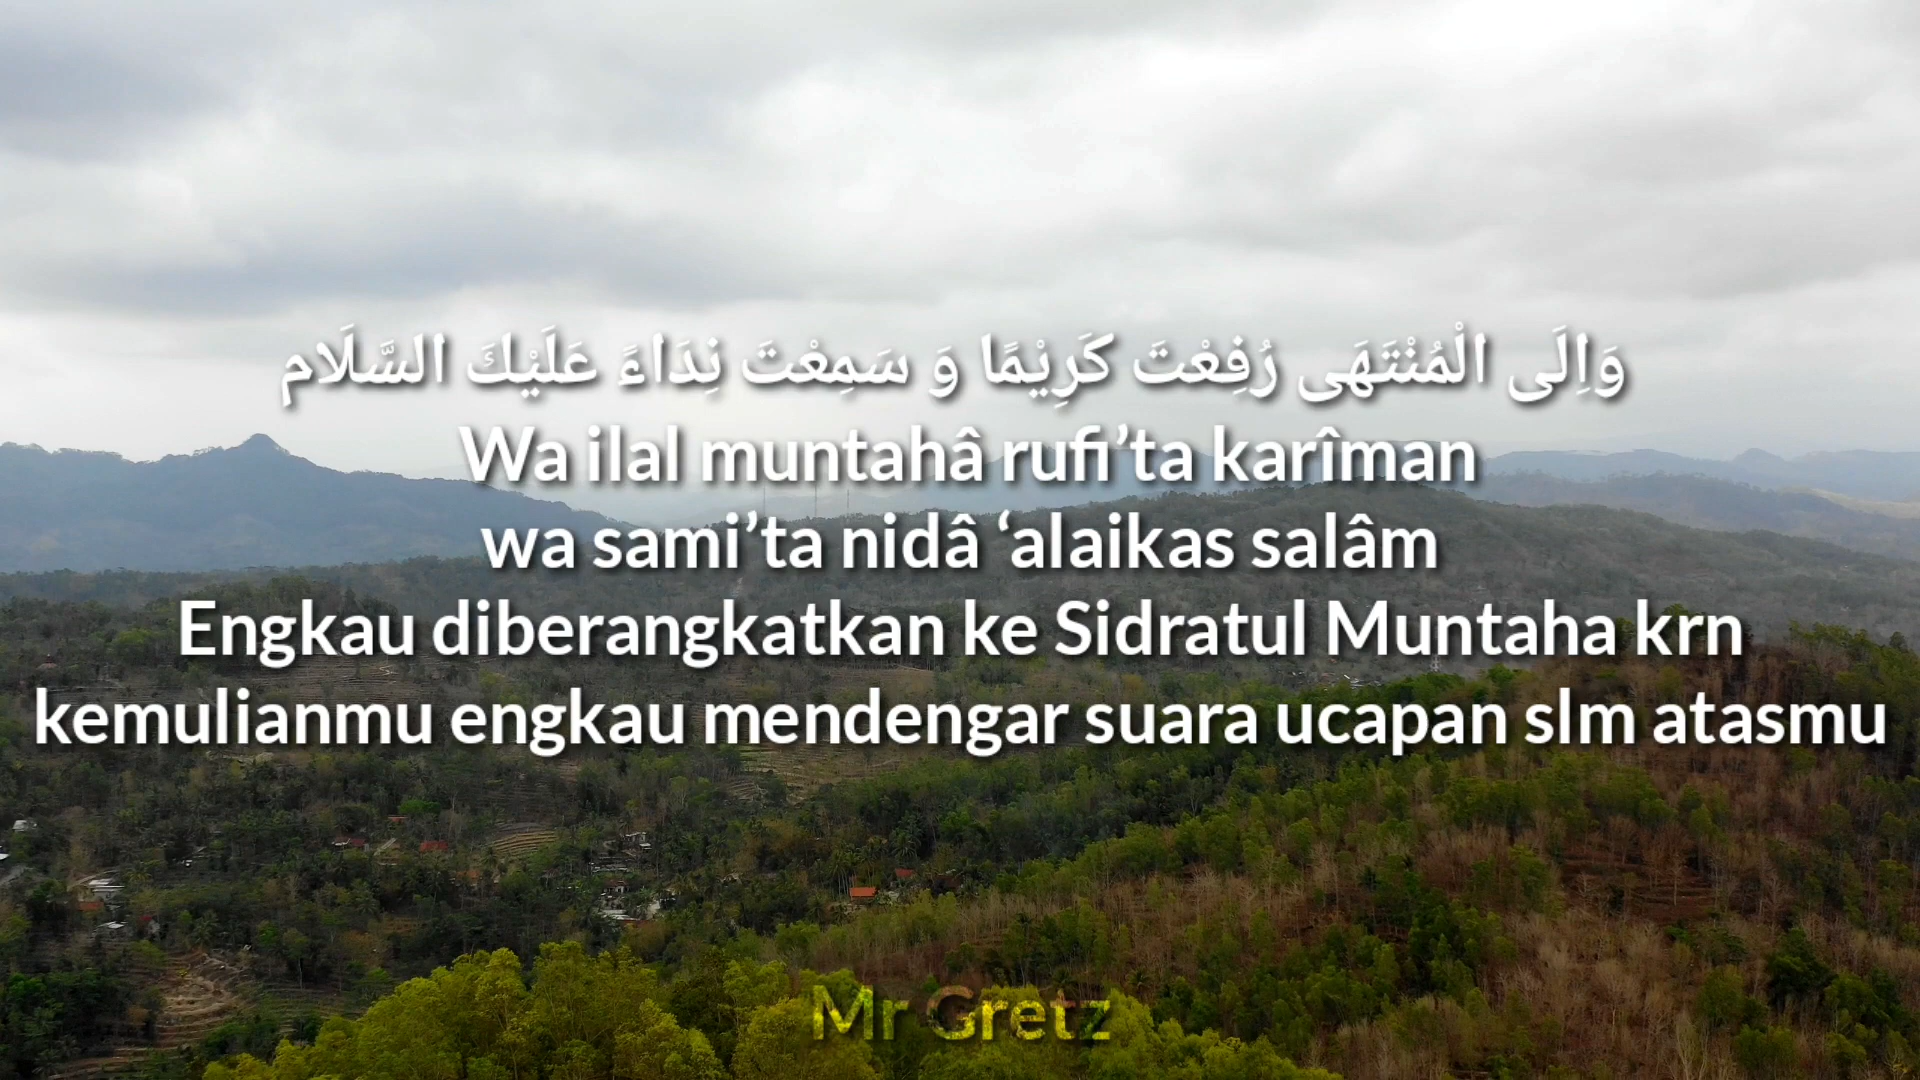 وَاِلَى الْمُنْتَهَى رُفِعْتَ كَرِيْمًا وَ سَمِعْتَ نِدَاءً عَلَيْكَ السَّلَام
Wa ilal muntahâ rufi’ta karîman
wa sami’ta nidâ ‘alaikas salâm
Engkau diberangkatkan ke Sidratul Muntaha krn
kemulianmu engkau mendengar suara ucapan slm atasmu
Mr Gretz